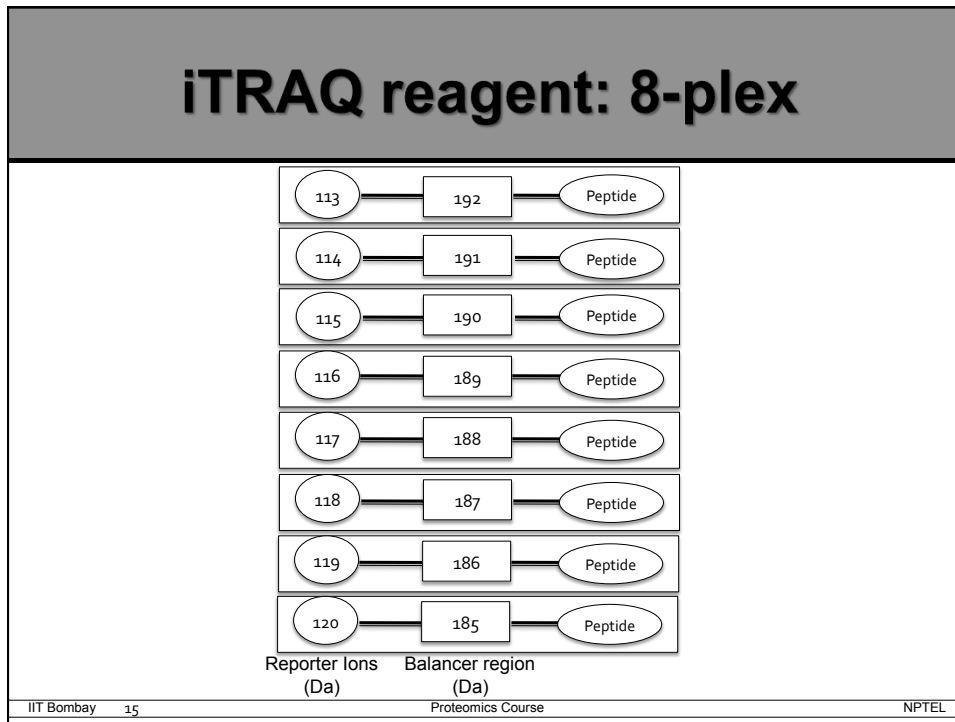 iTRAQ reagent: 8-plex
113 192 Peptide
114 191 Peptide
115 190 Peptide
116 189 Peptide
117 188 Peptide
118 187 Peptide
119 186 Peptide
120 185 Peptide
Reporter Ions Balancer region
(Da) (Da)
IIT Bombay 15 Proteomics Course NPTEL